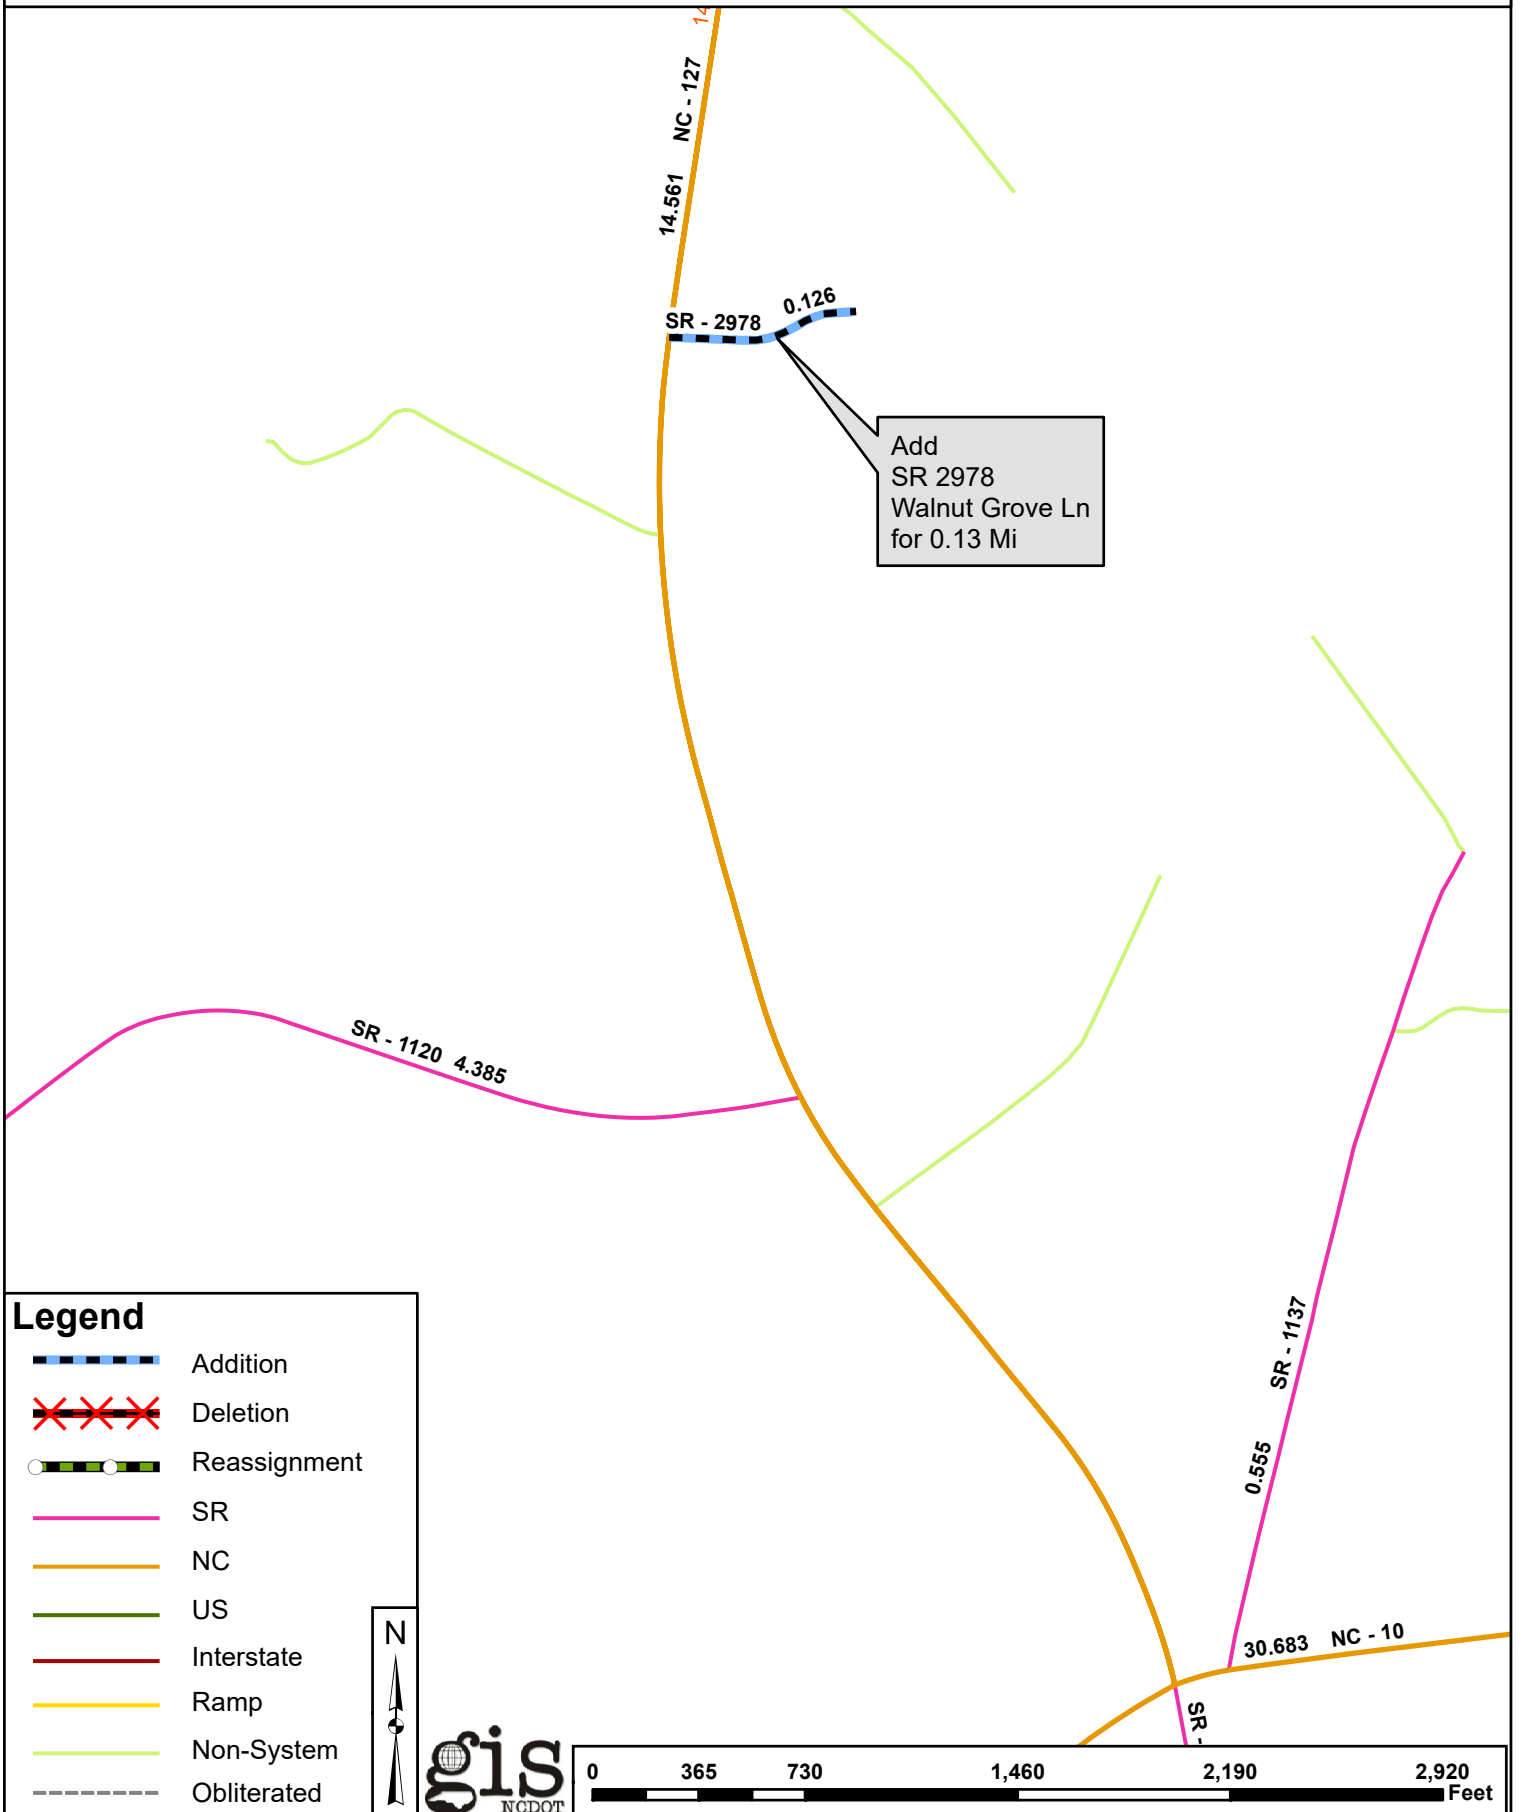 14
NC - 127
14.561
SR - 2978
0.126
Add
SR 2978
Walnut Grove Ln
for 0.13 Mi
SR - 1120 4.385
SR - 1137
0.555
30.683 NC - 10
SR -
Legend
Addition
Deletion
Reassignment
SR
NC
US
Interstate
Ramp
Non-System
Obliterated
N
gis
NCDOT
0 365 730 1,460 2,190 2,920
Feet